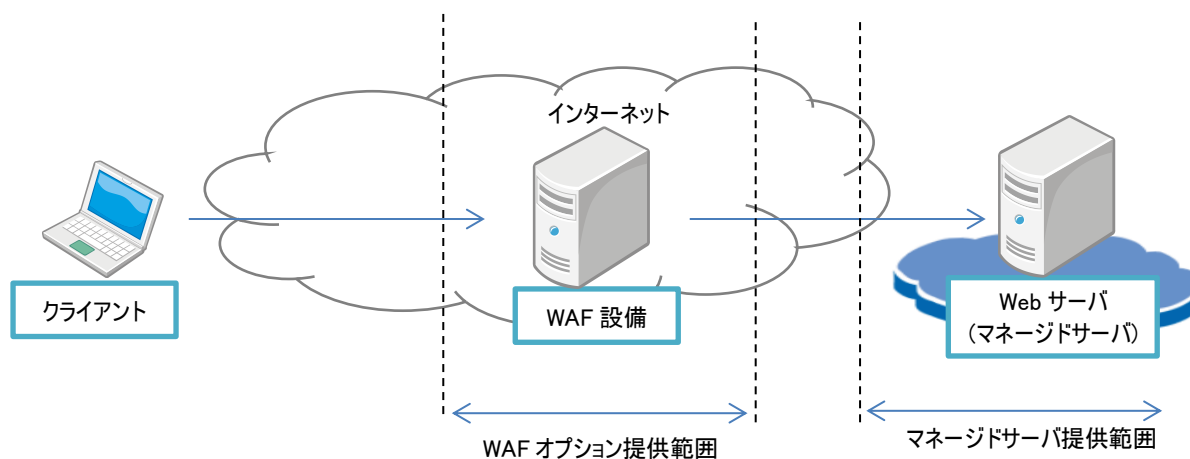 インターネット
クライアント
WAF 設備
Web サーバ
（マネージドサーバ）
WAF オプション提供範囲
マネージドサーバ提供範囲